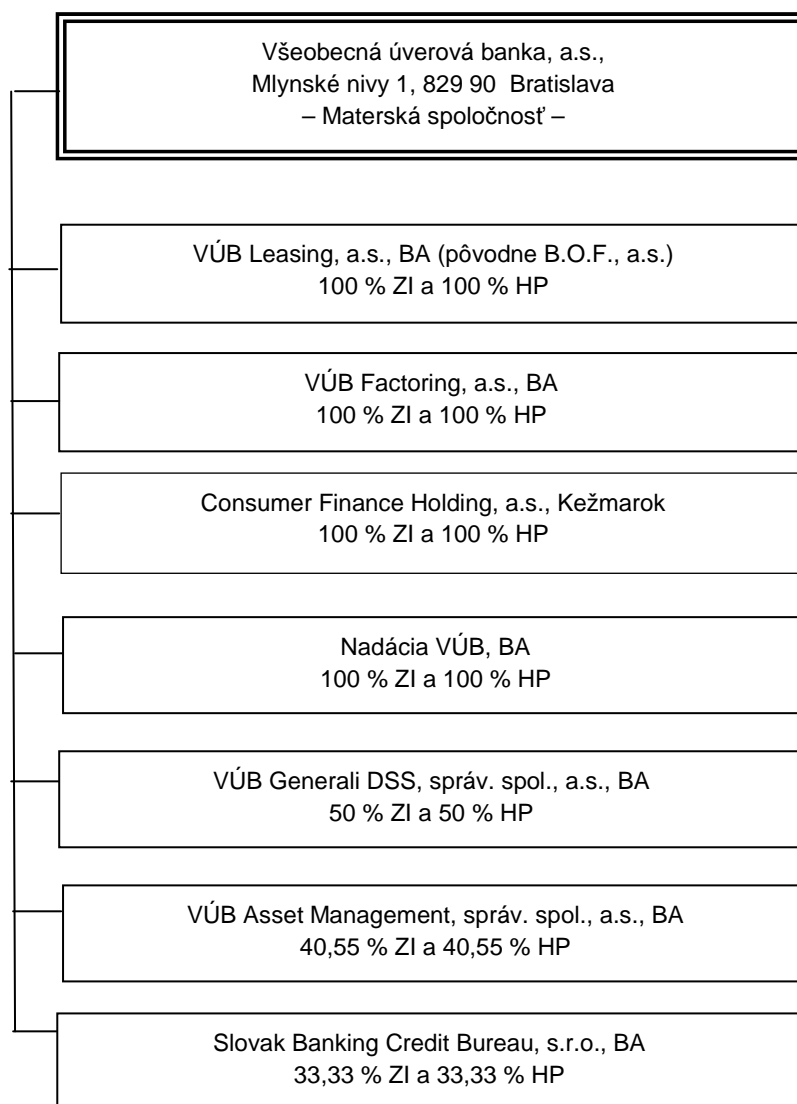 Všeobecná úverová banka, a.s.,
Mlynské nivy 1, 829 90 Bratislava
– Materská spoločnosť –
VÚB Leasing, a.s., BA (pôvodne B.O.F., a.s.)
100 % ZI a 100 % HP
VÚB Factoring, a.s., BA
100 % ZI a 100 % HP
Consumer Finance Holding, a.s., Kežmarok
100 % ZI a 100 % HP
Nadácia VÚB, BA
100 % ZI a 100 % HP
VÚB Generali DSS, správ. spol., a.s., BA
50 % ZI a 50 % HP
VÚB Asset Management, správ. spol., a.s., BA
40,55 % ZI a 40,55 % HP
Slovak Banking Credit Bureau, s.r.o., BA
33,33 % ZI a 33,33 % HP